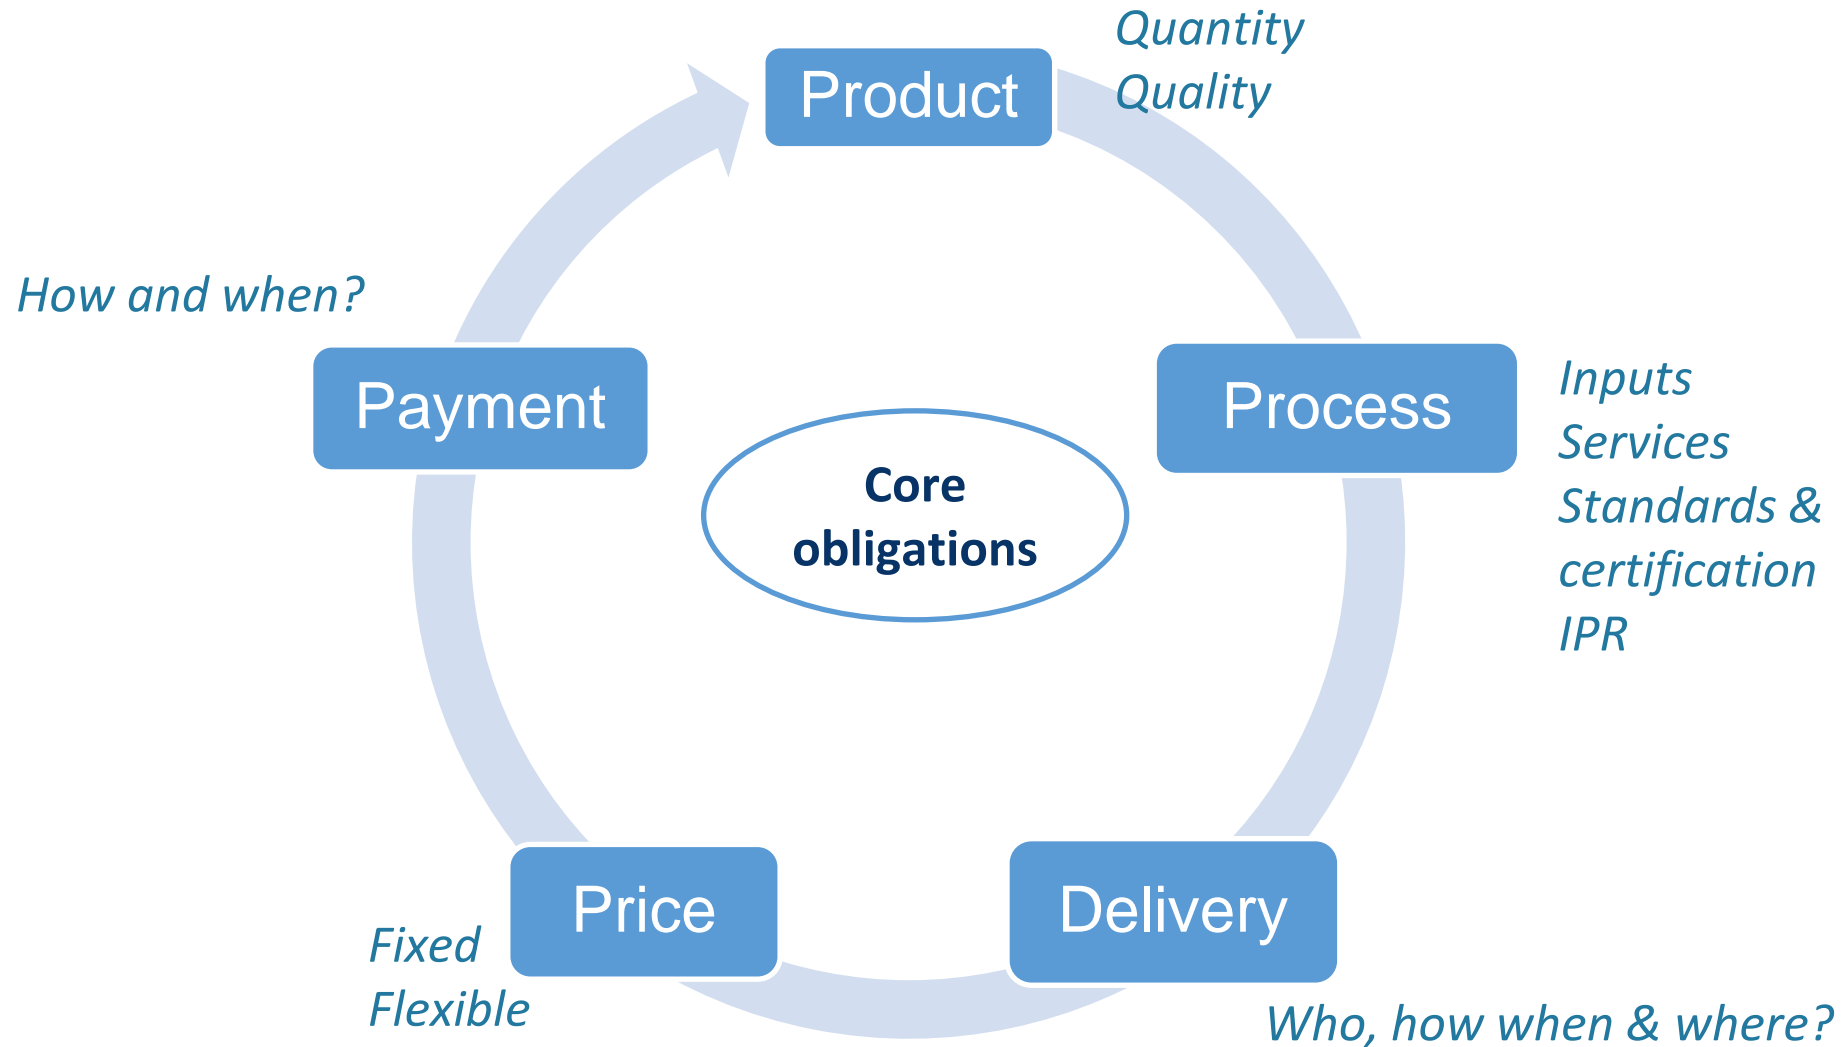 Product
Quantity
Quality
Process
Inputs
Services
Standards &
certification
IPR
Delivery
Who, how when & where?
Price
Fixed
Flexible
Payment
How and when?
Core
obligations